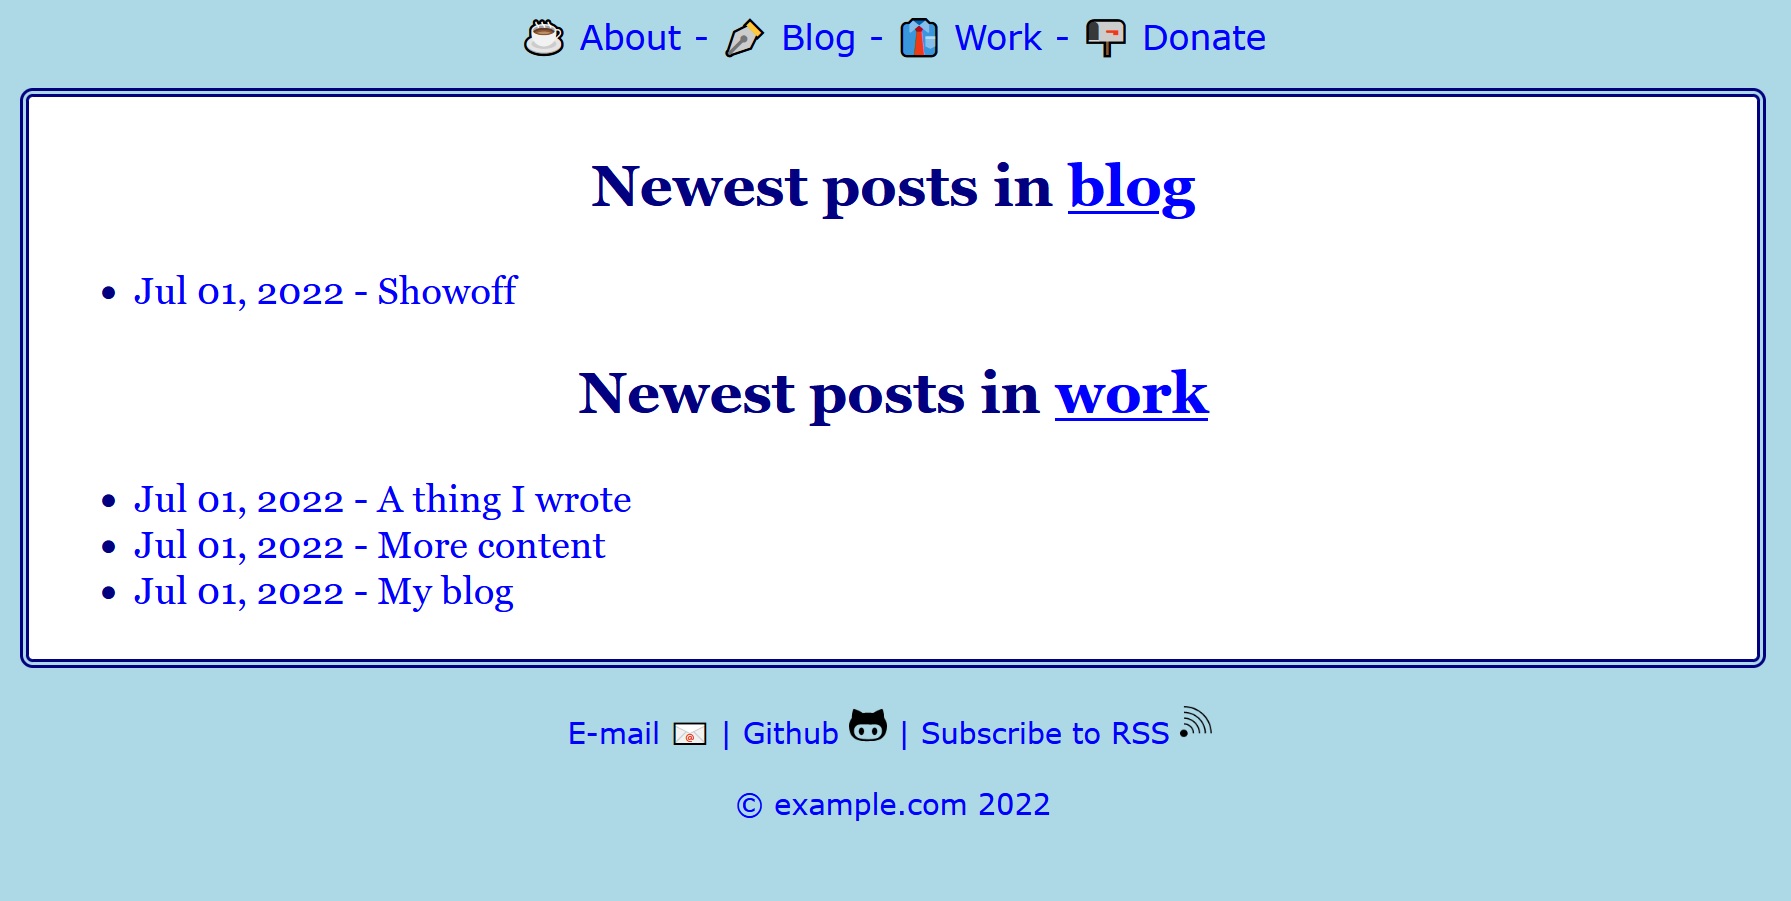 About - Blog - Work - Donate
Newest posts in blog
• Jul 01, 2022 - Showoff
Newest posts in work
• Jul 01, 2022 - A thing I wrote
• Jul 01, 2022 - More content
• Jul 01, 2022 - My blog
E-mail | Github | Subscribe to RSS
© example.com 2022